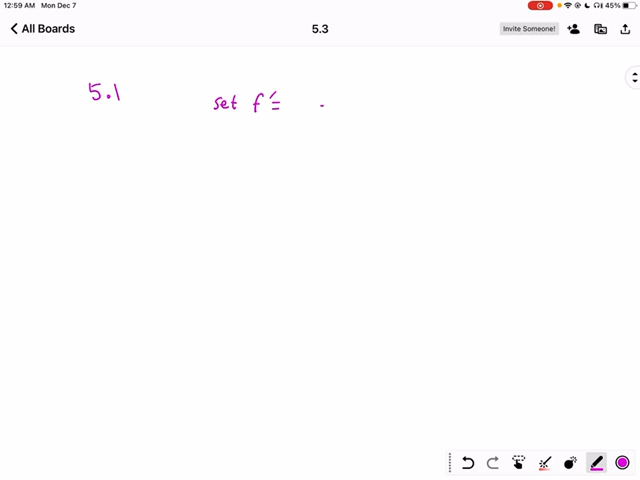 12:59 AM Mon Dec 7 45%
All Boards 5.3 Invite Someone!
5.1 set f' =